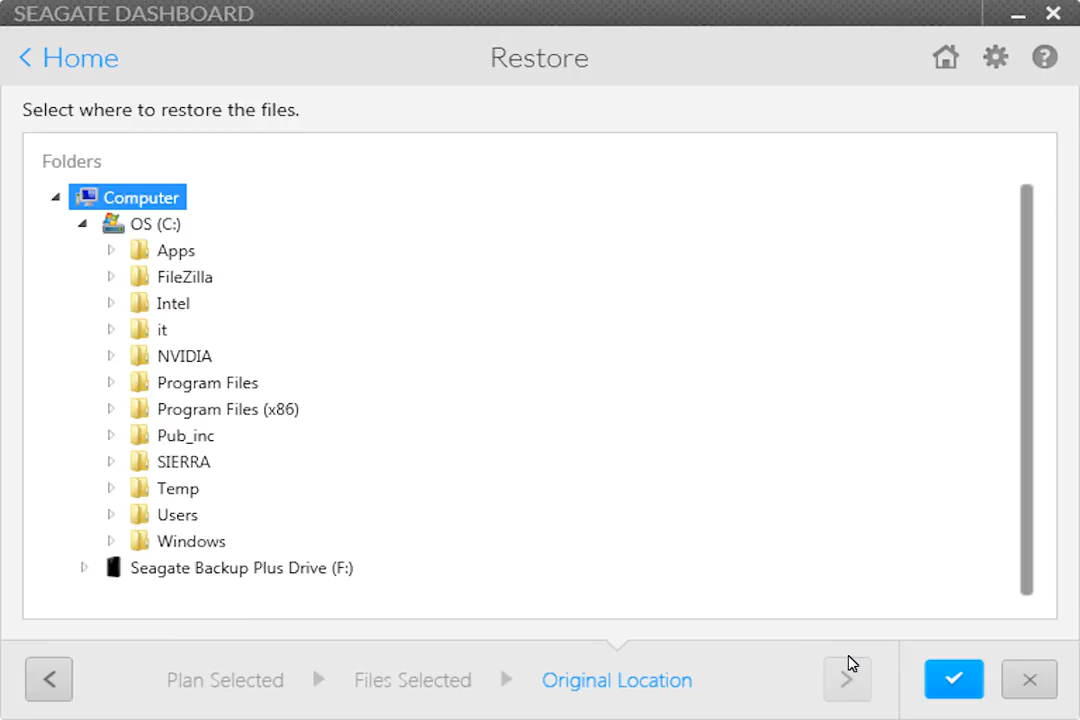 SEAGATE DASHBOARD
Home
Restore
Select where to restore the files.
Folders
Computer
OS (C:)
Apps
FileZilla
Intel
it
NVIDIA
Program Files
Program Files (x86)
Pub_inc
SIERRA
Temp
Users
Windows
Seagate Backup Plus Drive (F:)
Plan Selected
Files Selected
Original Location